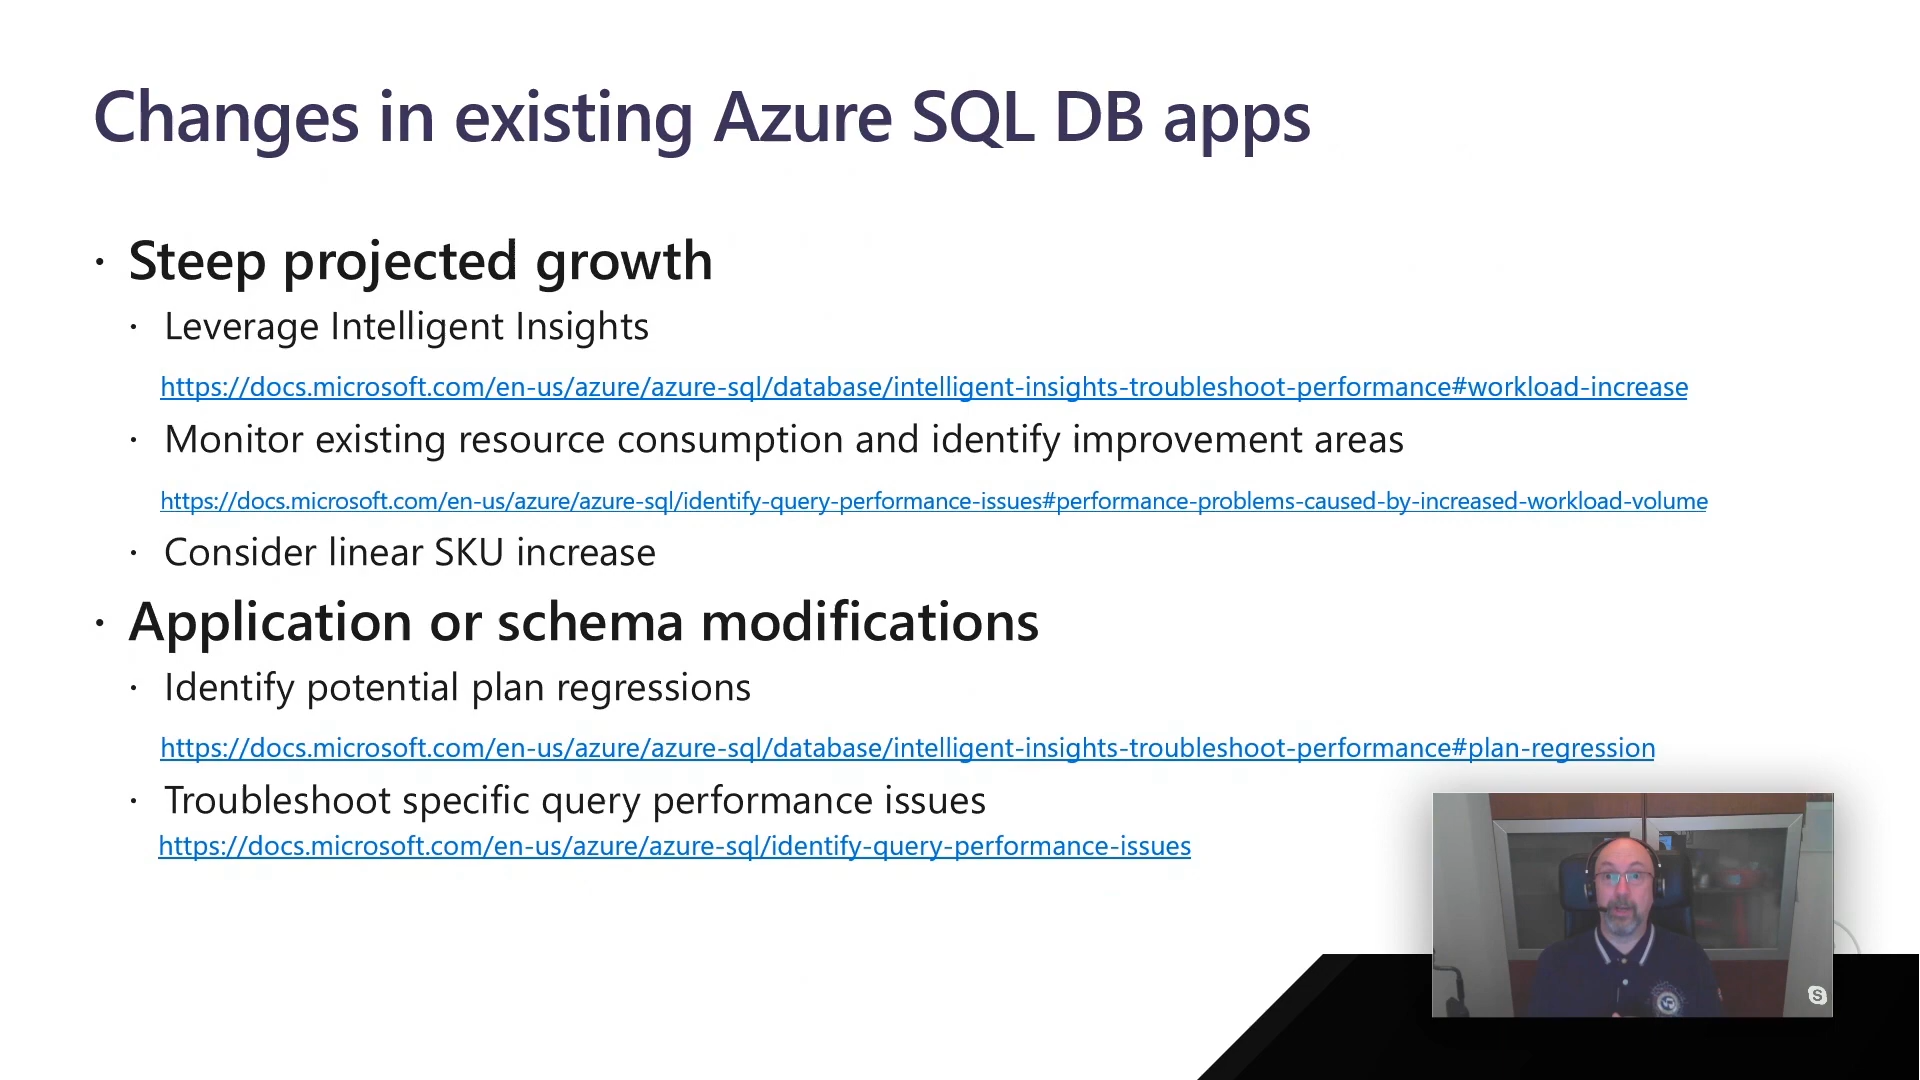 Changes in existing Azure SQL DB apps
· Steep projected growth
· Leverage Intelligent Insights
https://docs.microsoft.com/en-us/azure/azure-sql/database/intelligent-insights-troubleshoot-performance#workload-increase
· Monitor existing resource consumption and identify improvement areas
https://docs.microsoft.com/en-us/azure/azure-sql/identify-query-performance-issues#performance-problems-caused-by-increased-workload-volume
· Consider linear SKU increase
· Application or schema modifications
· Identify potential plan regressions
https://docs.microsoft.com/en-us/azure/azure-sql/database/intelligent-insights-troubleshoot-performance#plan-regression
· Troubleshoot specific query performance issues
https://docs.microsoft.com/en-us/azure/azure-sql/identify-query-performance-issues